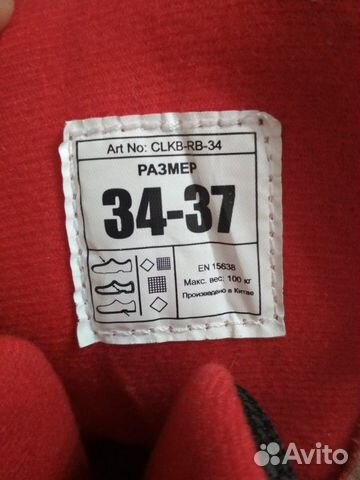 Art No: CLKB-RB-34
РАЗМЕР
34-37
EN 15638
Макс. вес: 100 кг
Произведено в Китае
Avito